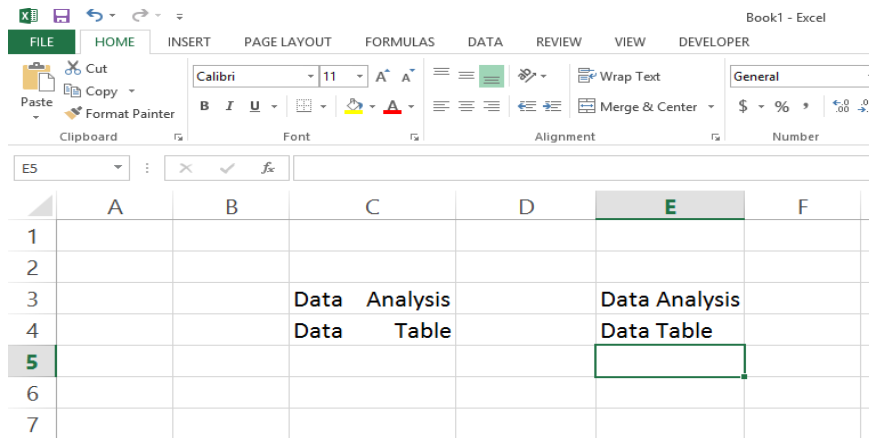 Book1 - Excel
FILE HOME INSERT PAGE LAYOUT FORMULAS DATA REVIEW VIEW DEVELOPER
Cut
Copy
Paste
Format Painter
Calibri 11 A A
B I U A
Wrap Text
Merge & Center
General
$ % , .0 .00
Clipboard Font Alignment Number
E5 fx
A B C D E F
1
2
3 Data Analysis Data Analysis
4 Data Table Data Table
5
6
7